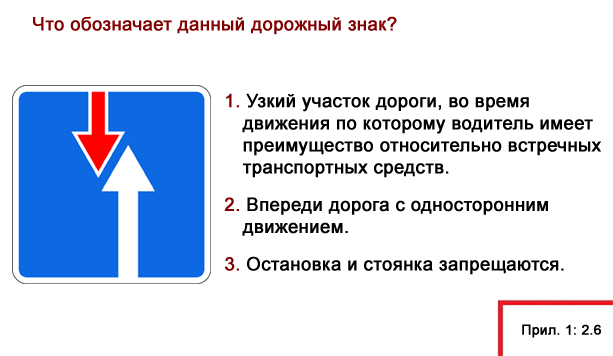 Что обозначает данный дорожный знак?
1. Узкий участок дороги, во время
движения по которому водитель имеет
преимущество относительно встречных
транспортных средств.
2. Впереди дорога с односторонним
движением.
3. Остановка и стоянка запрещаются.
Прил. 1: 2.6